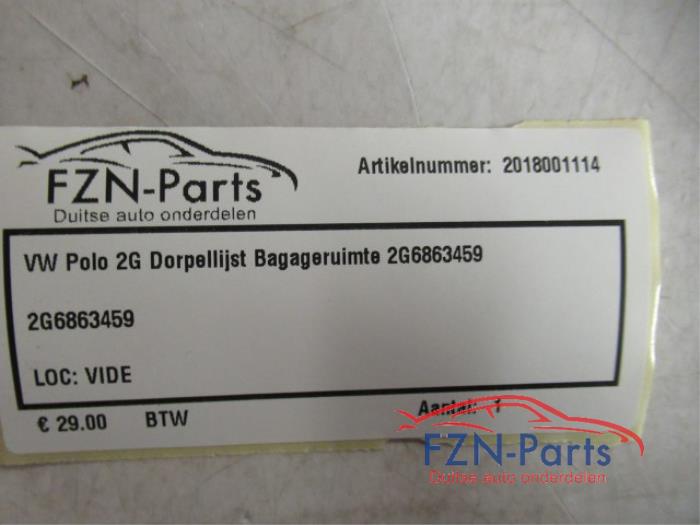 FZN-Parts
Duitse auto onderdelen
Artikelnummer: 2018001114
VW Polo 2G Dorpellijst Bagageruimte 2G6863459
2G6863459
LOC: VIDE
€ 29.00 BTW
Aantal: 1
FZN-Parts
Duitse auto onderdelen